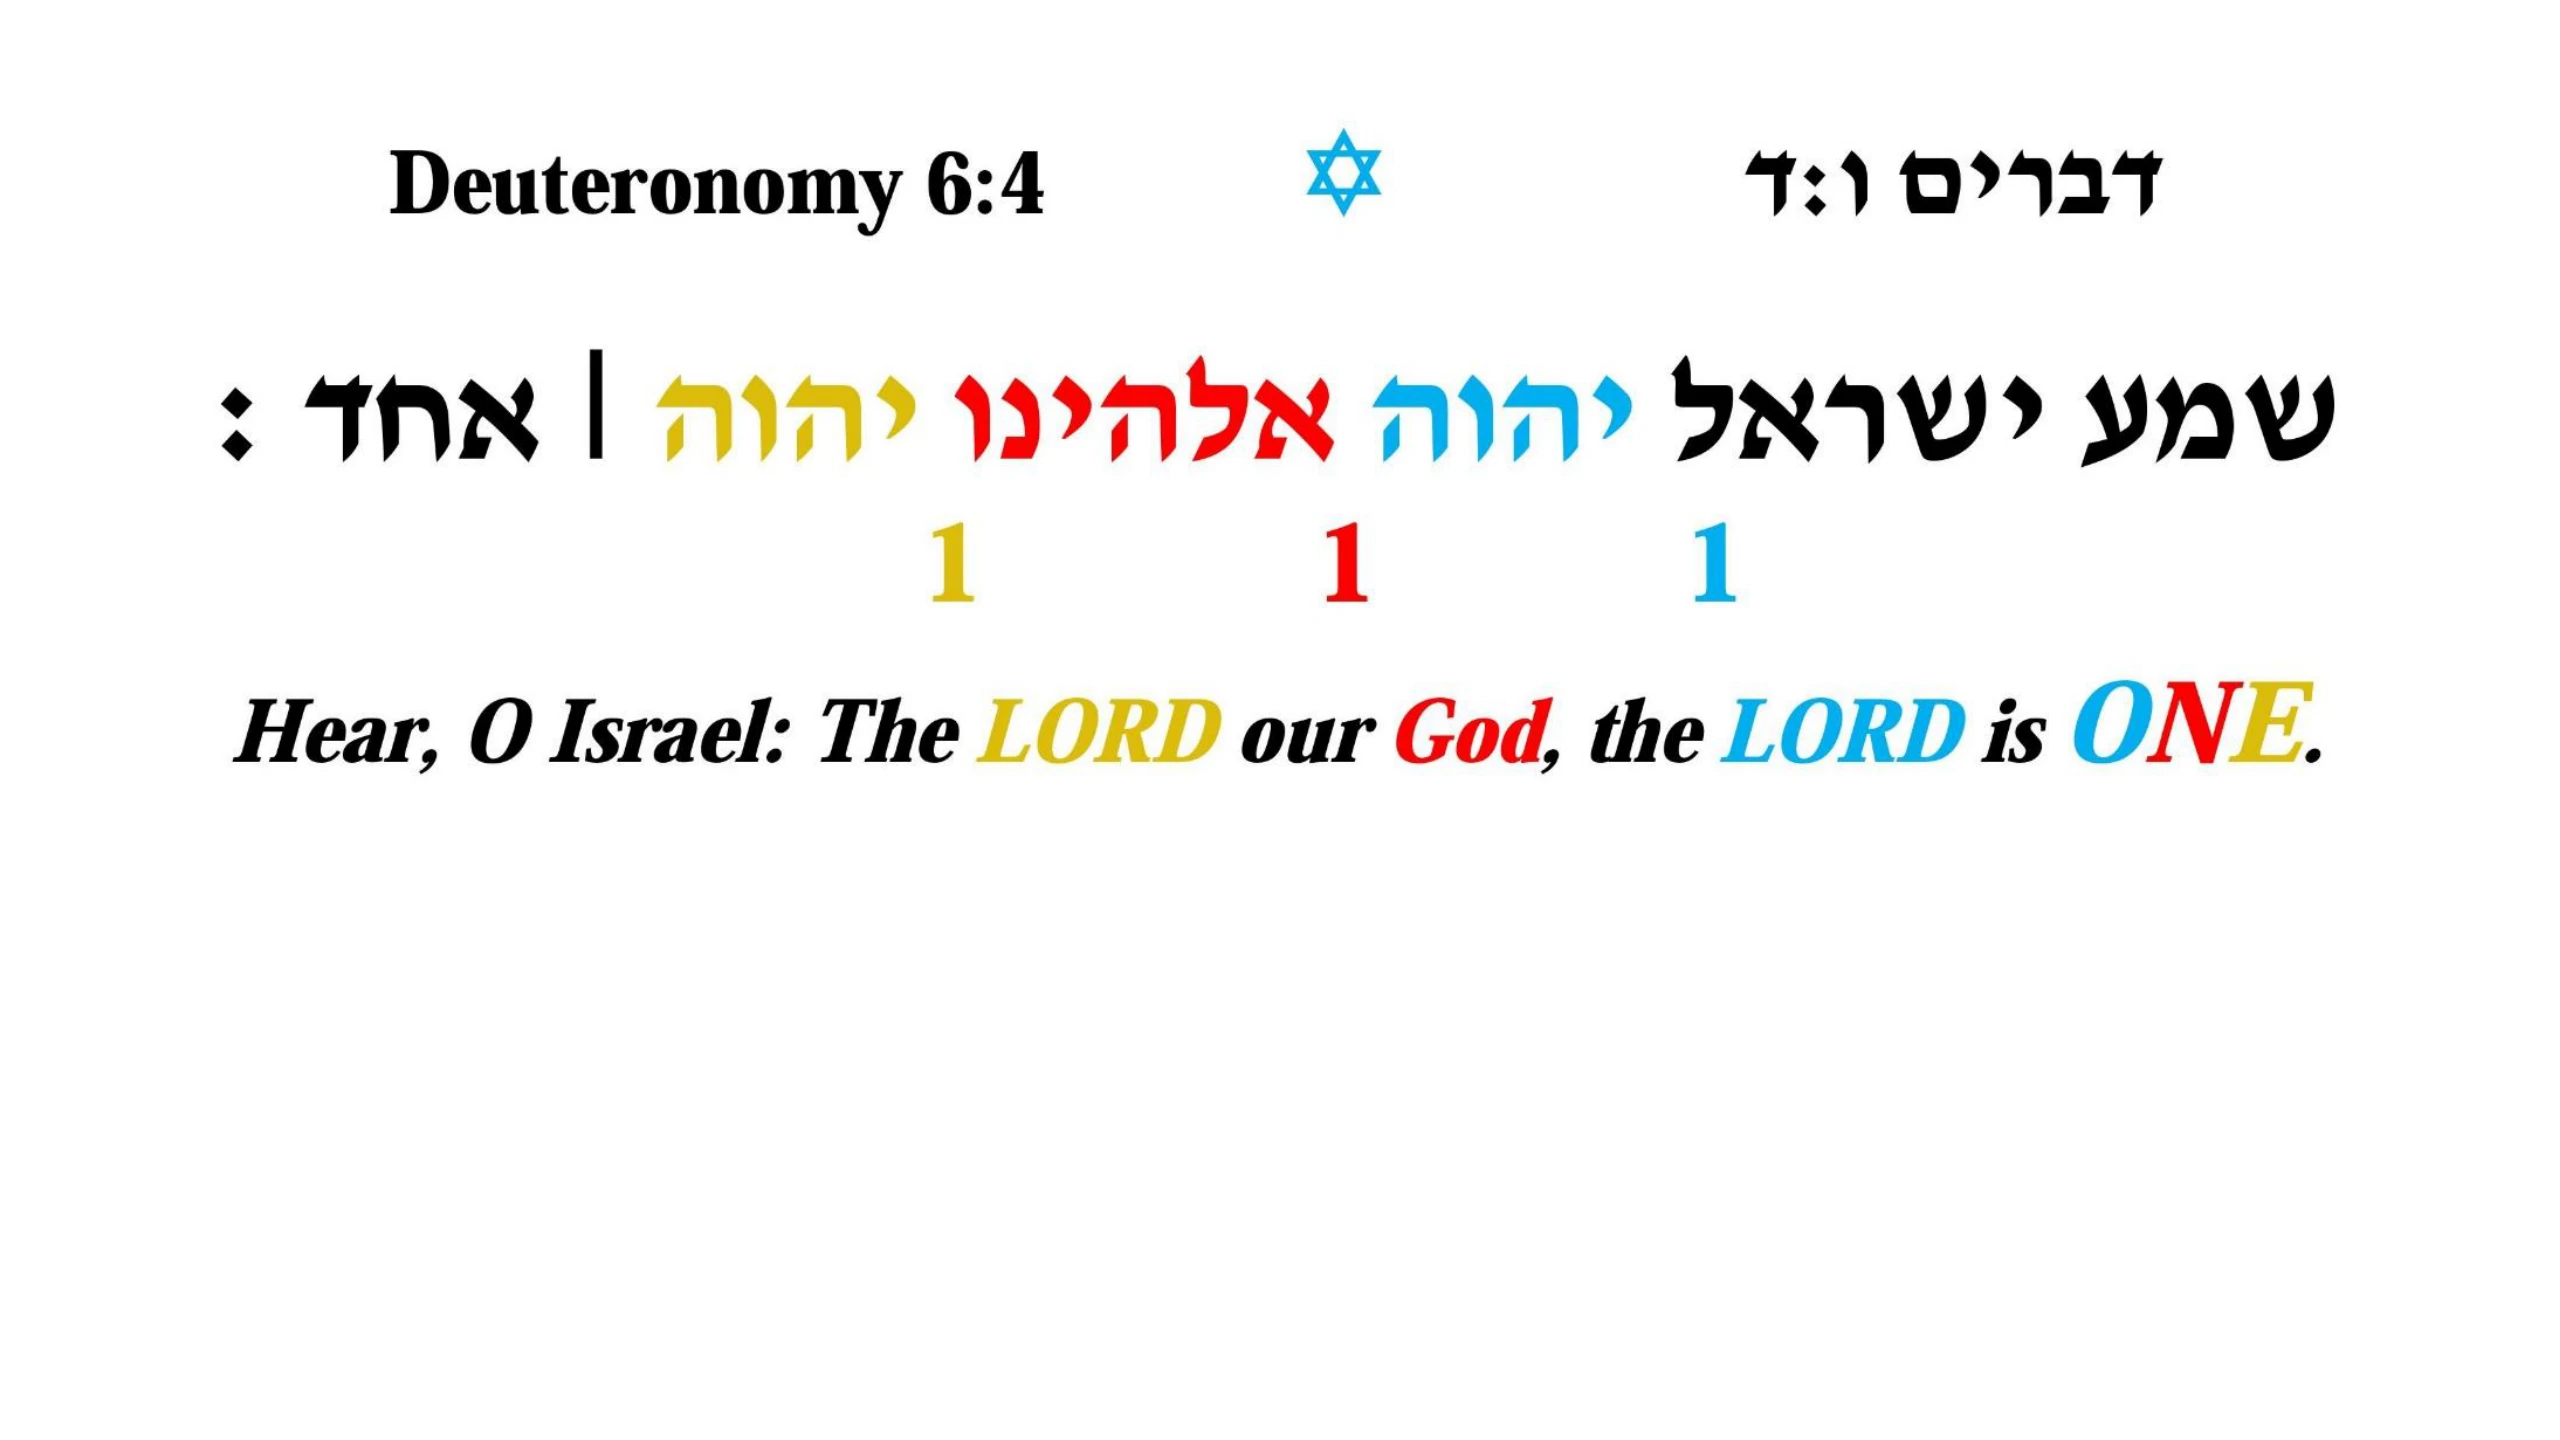 Deuteronomy 6:4 ✡ דברים ו:ד
שמע ישראל יהוה אלהינו יהוה | אחד :
1 1 1
Hear, O Israel: The LORD our God, the LORD is ONE.